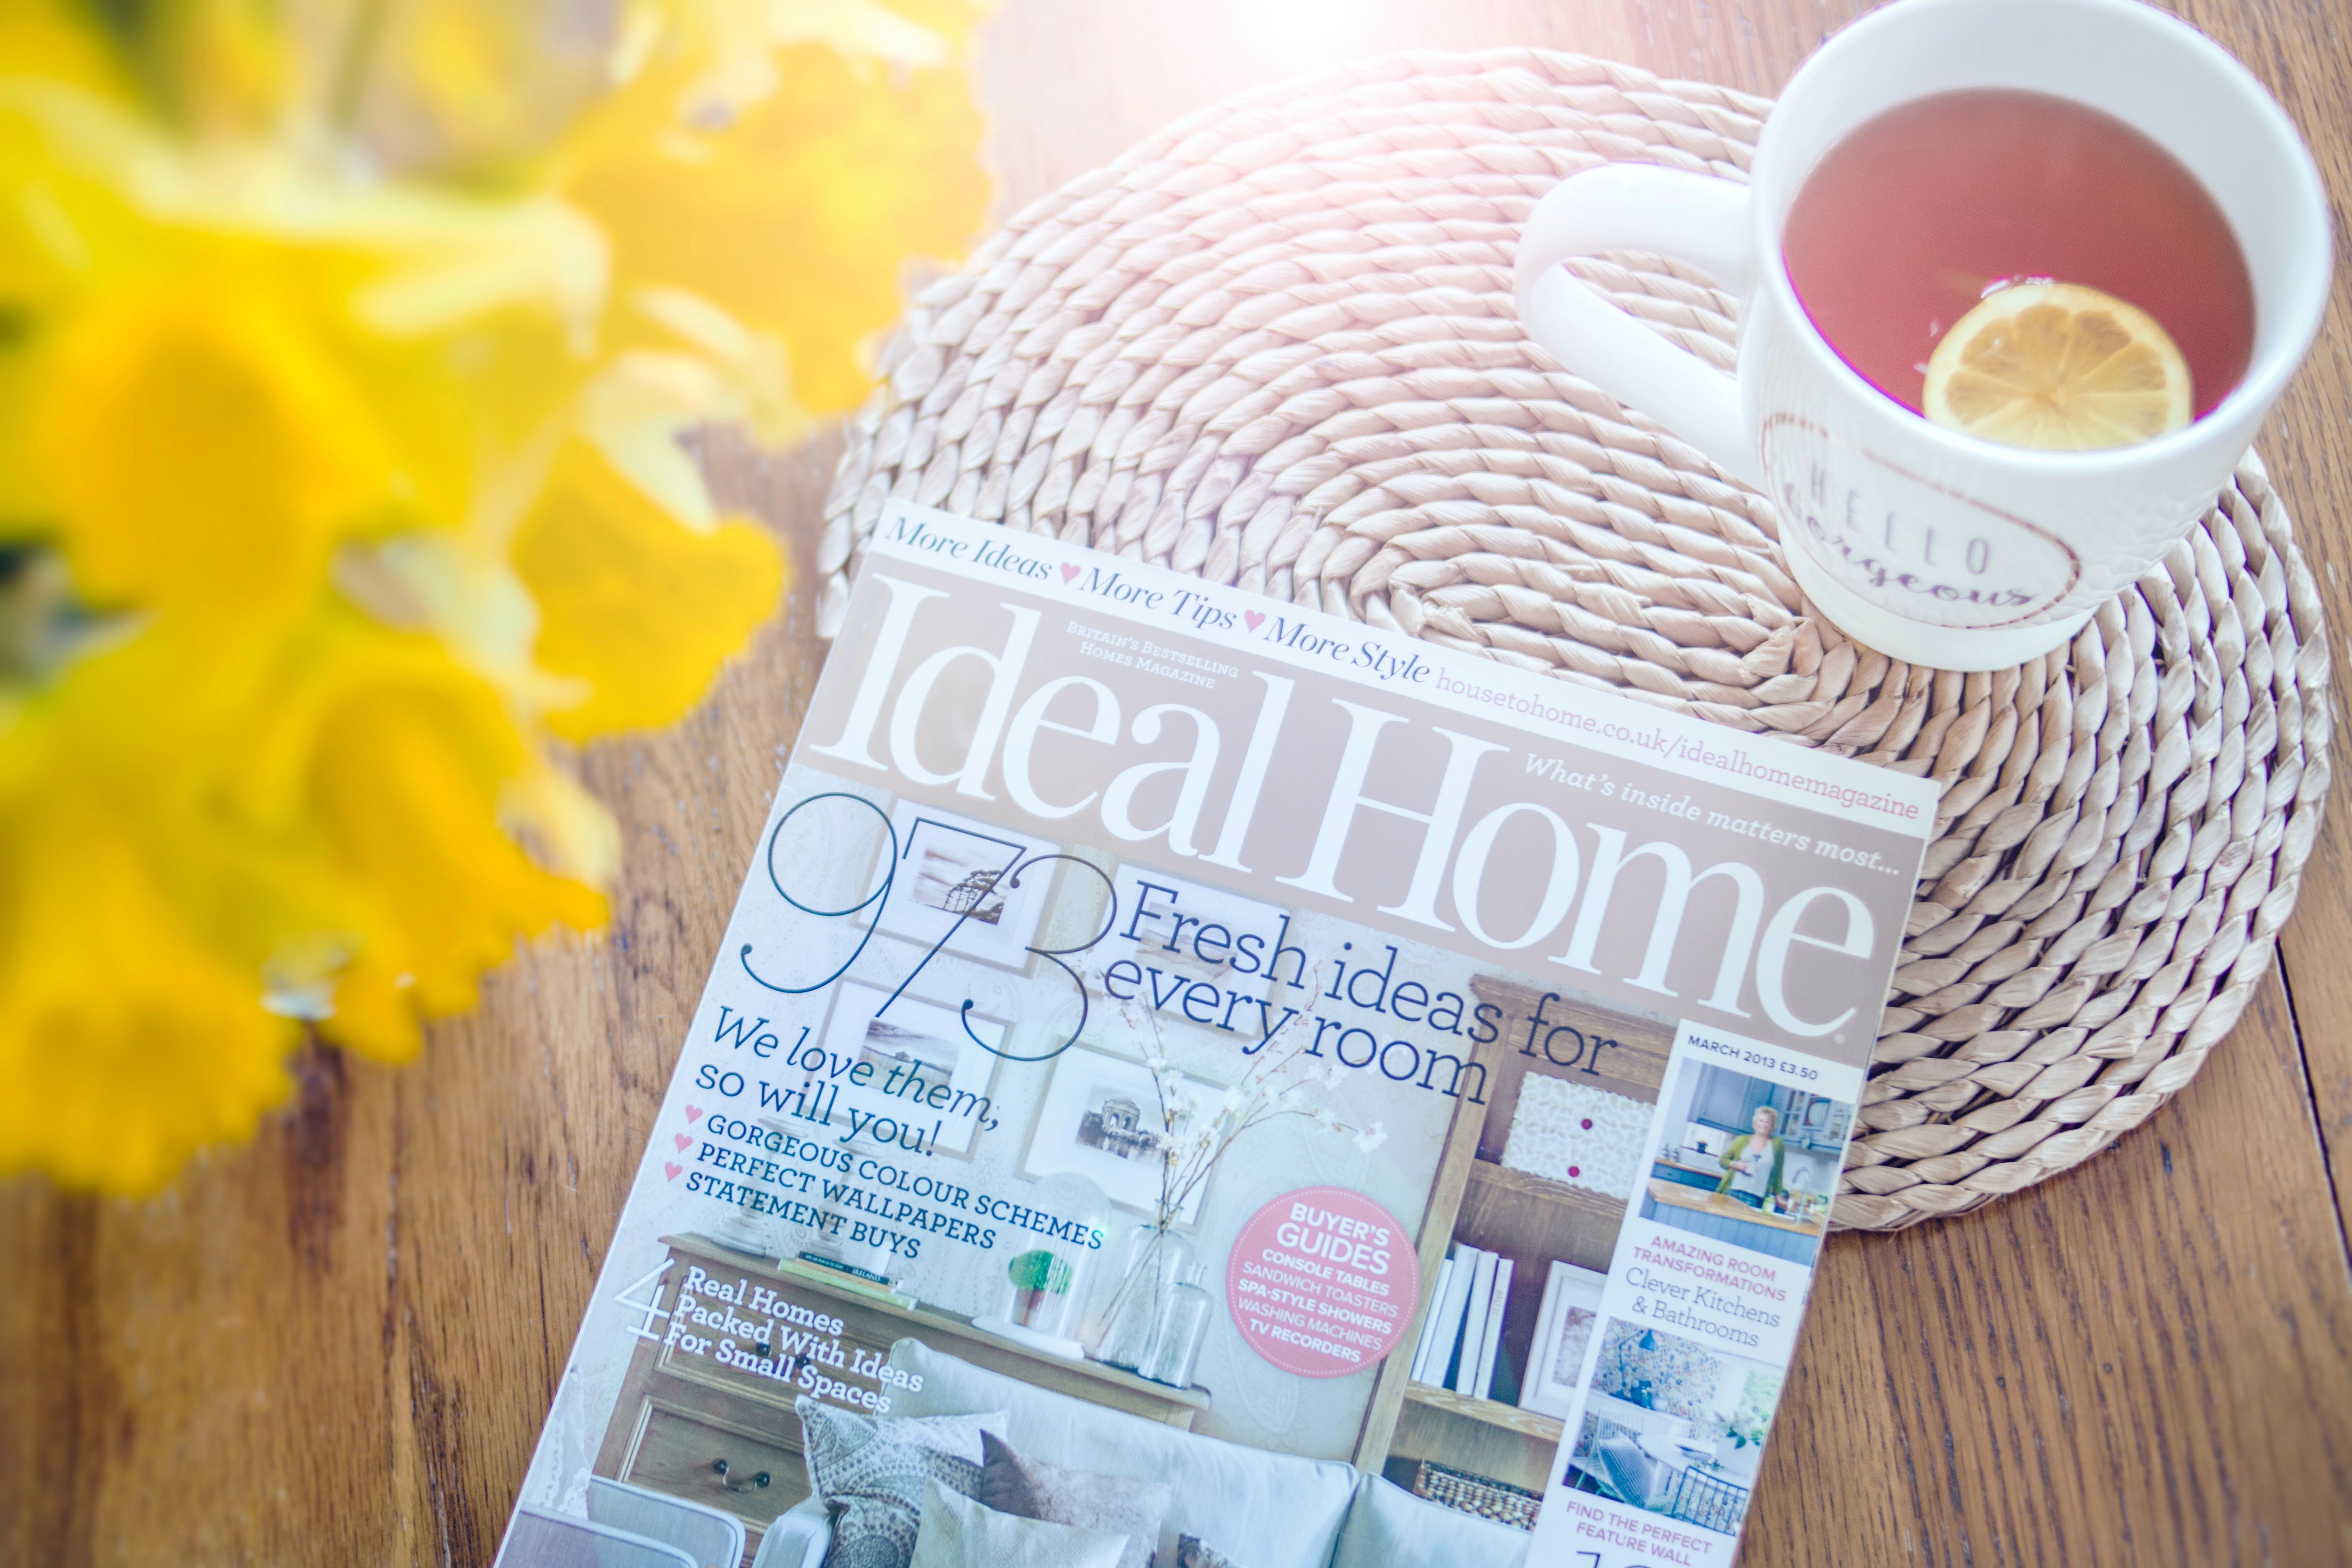 HELLO
Gorgeous
More Ideas ♥ More Tips ♥ More Style housetohome.co.uk/idealhomemagazine
BRITAIN'S BESTSELLING
HOMES MAGAZINE
What's inside matters most...
Ideal Home
973 Fresh ideas for
every room
We love them,
so will you!
♥ GORGEOUS COLOUR SCHEMES
♥ PERFECT WALLPAPERS
♥ STATEMENT BUYS
4 Real Homes
Packed With Ideas
For Small Spaces
IRELAND
BUYER'S
GUIDES
CONSOLE TABLES
SANDWICH TOASTERS
SPA-STYLE SHOWERS
WASHING MACHINES
TV RECORDERS
MARCH 2013 £3.50
AMAZING ROOM
TRANSFORMATIONS
Clever Kitchens
& Bathrooms
FIND THE PERFECT
FEATURE WALL